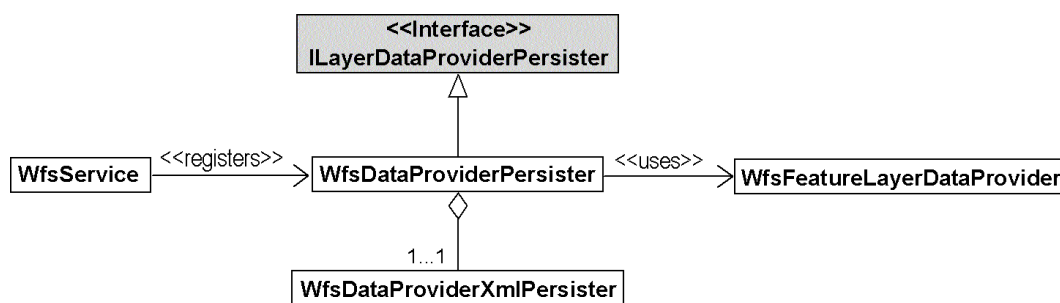 <<Interface>>
ILayerDataProviderPersister
<<registers>>
<<uses>>
WfsService
WfsDataProviderPersister
WfsFeatureLayerDataProvider
1...1
WfsDataProviderXmlPersister